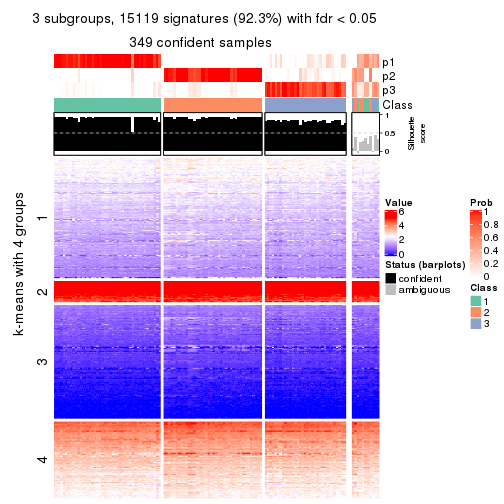 3 subgroups, 15119 signatures (92.3%) with fdr < 0.05
349 confident samples
p1
p2
p3
Class
1
0.5
0
Silhouette
score
k-means with 4 groups
1
2
3
4
Value
6
4
2
0
Status (barplots)
confident
ambiguous
Prob
1
0.8
0.6
0.4
0.2
0
Class
1
2
3